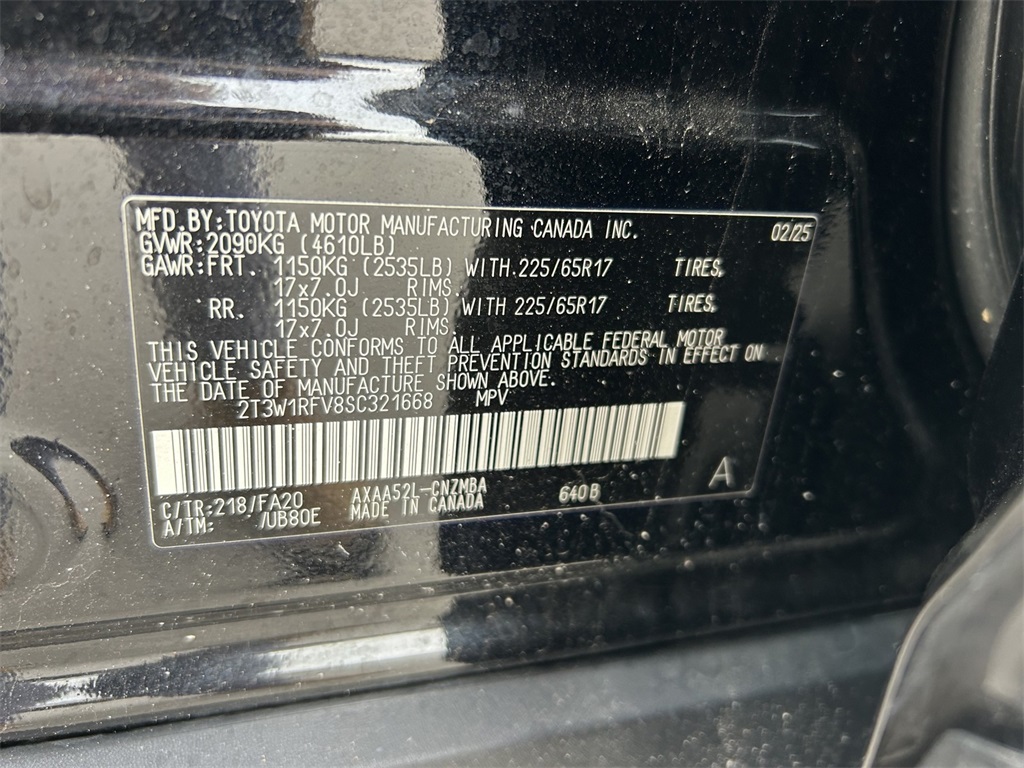 MFD.BY:TOYOTA MOTOR MANUFACTURING CANADA INC. 02/25
GVWR:2090KG (4610LB)
GAWR:FRT. 1150KG (2535LB) WITH 225/65R17 TIRES,
17x7.0J RIMS.
RR. 1150KG (2535LB) WITH 225/65R17 TIRES,
17x7.0J RIMS.
THIS VEHICLE CONFORMS TO ALL APPLICABLE FEDERAL MOTOR
VEHICLE SAFETY AND THEFT PREVENTION STANDARDS IN EFFECT ON
THE DATE OF MANUFACTURE SHOWN ABOVE.
2T3W1RFV8SC321668 MPV
A
C/TR:218/FA20 AXAA52L-CNZMBA 640B
A/TM: /UB80E MADE IN CANADA